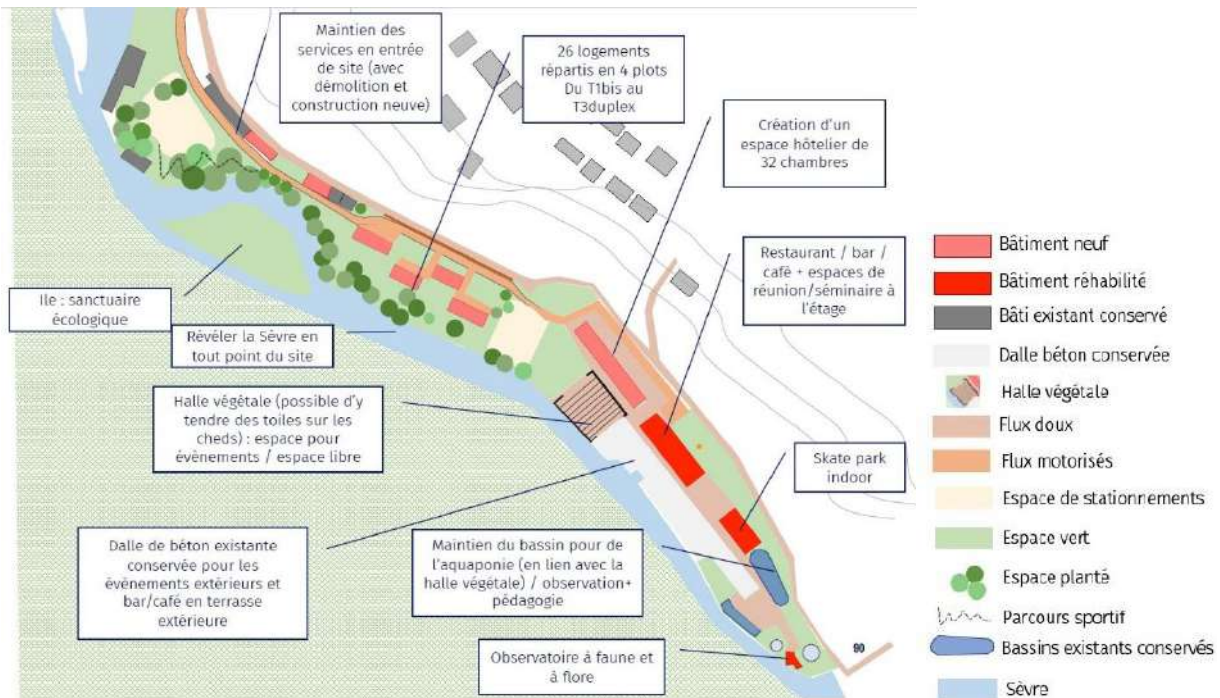 Maintien des
services en entrée
de site (avec
démolition et
construction neuve)
26 logements
répartis en 4 plots
Du T1bis au
T3duplex
Création d'un
espace hôtelier de
32 chambres
Restaurant / bar /
café + espaces de
réunion/séminaire à
l'étage
Ile : sanctuaire
écologique
Révéler la Sèvre en
tout point du site
Halle végétale (possible d'y
tendre des toiles sur les
cheds) : espace pour
évènements / espace libre
Skate park
indoor
Dalle de béton existante
conservée pour les
évènements extérieurs et
bar/café en terrasse
extérieure
Maintien du bassin pour de
l'aquaponie (en lien avec la
halle végétale) / observation+
pédagogie
Observatoire à faune et
à flore
90
Bâtiment neuf
Bâtiment réhabilité
Bâti existant conservé
Dalle béton conservée
Halle végétale
Flux doux
Flux motorisés
Espace de stationnements
Espace vert
Espace planté
Parcours sportif
Bassins existants conservés
Sèvre